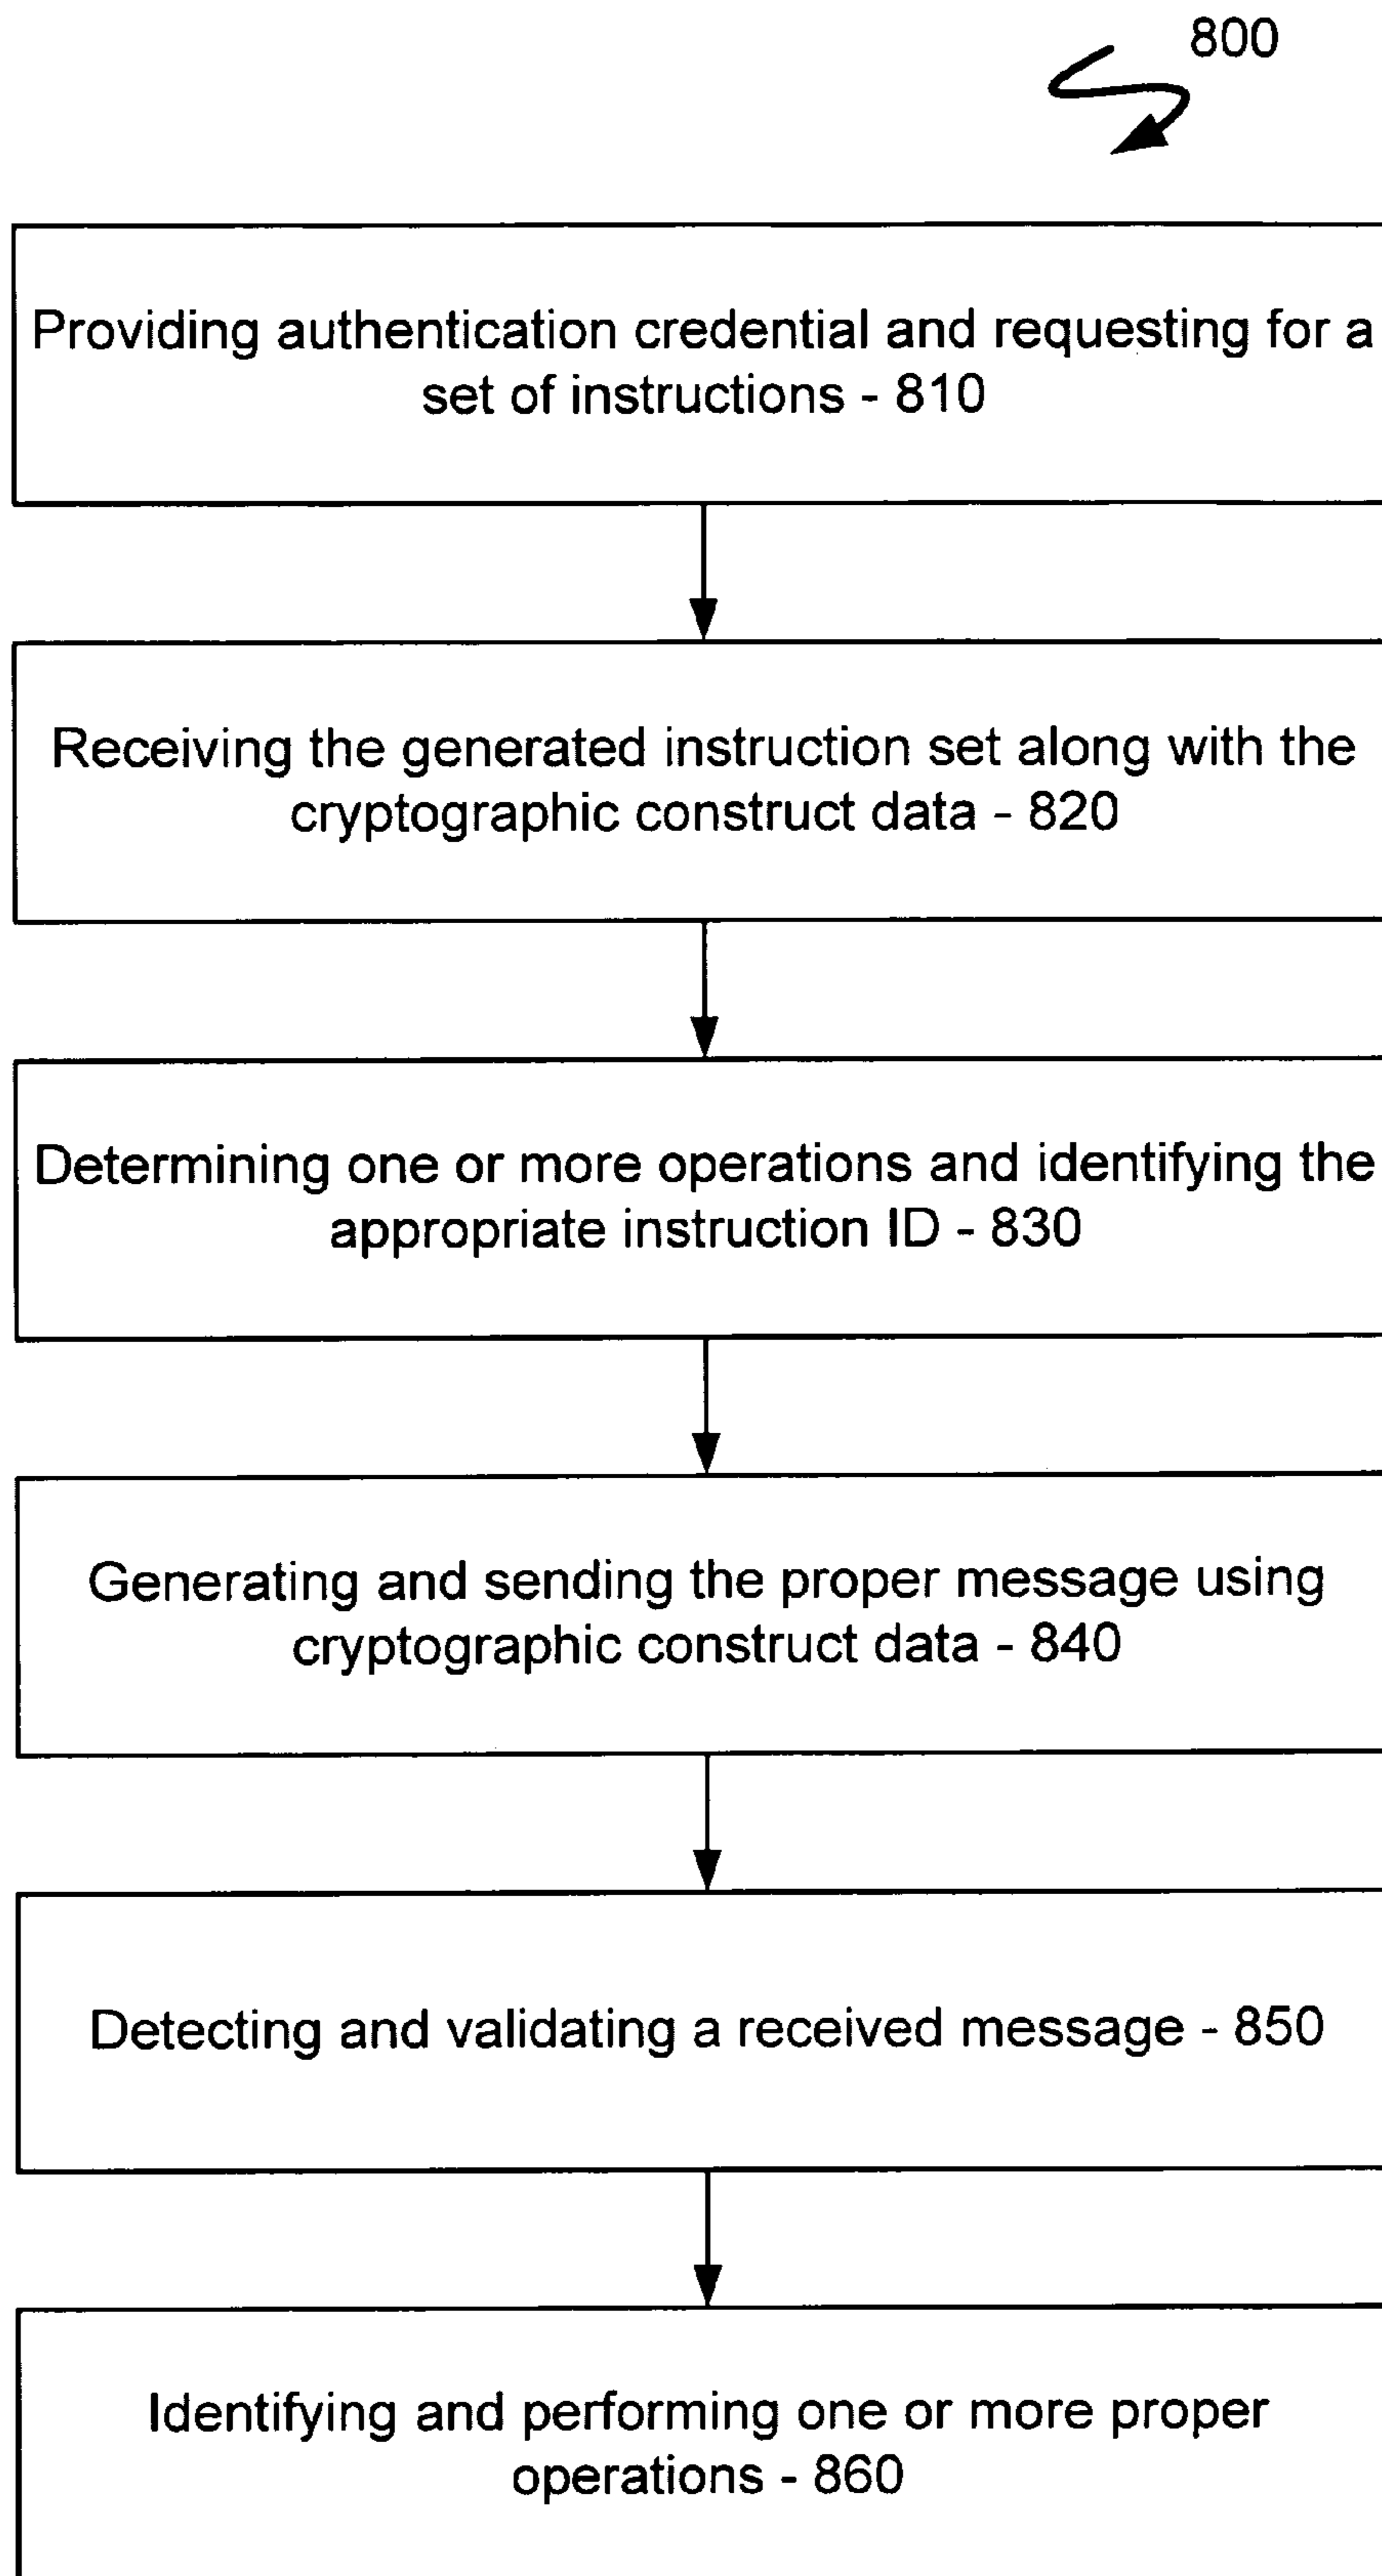 800
Providing authentication credential and requesting for a
set of instructions - 810
Receiving the generated instruction set along with the
cryptographic construct data - 820
Determining one or more operations and identifying the
appropriate instruction ID - 830
Generating and sending the proper message using
cryptographic construct data - 840
Detecting and validating a received message - 850
Identifying and performing one or more proper
operations - 860